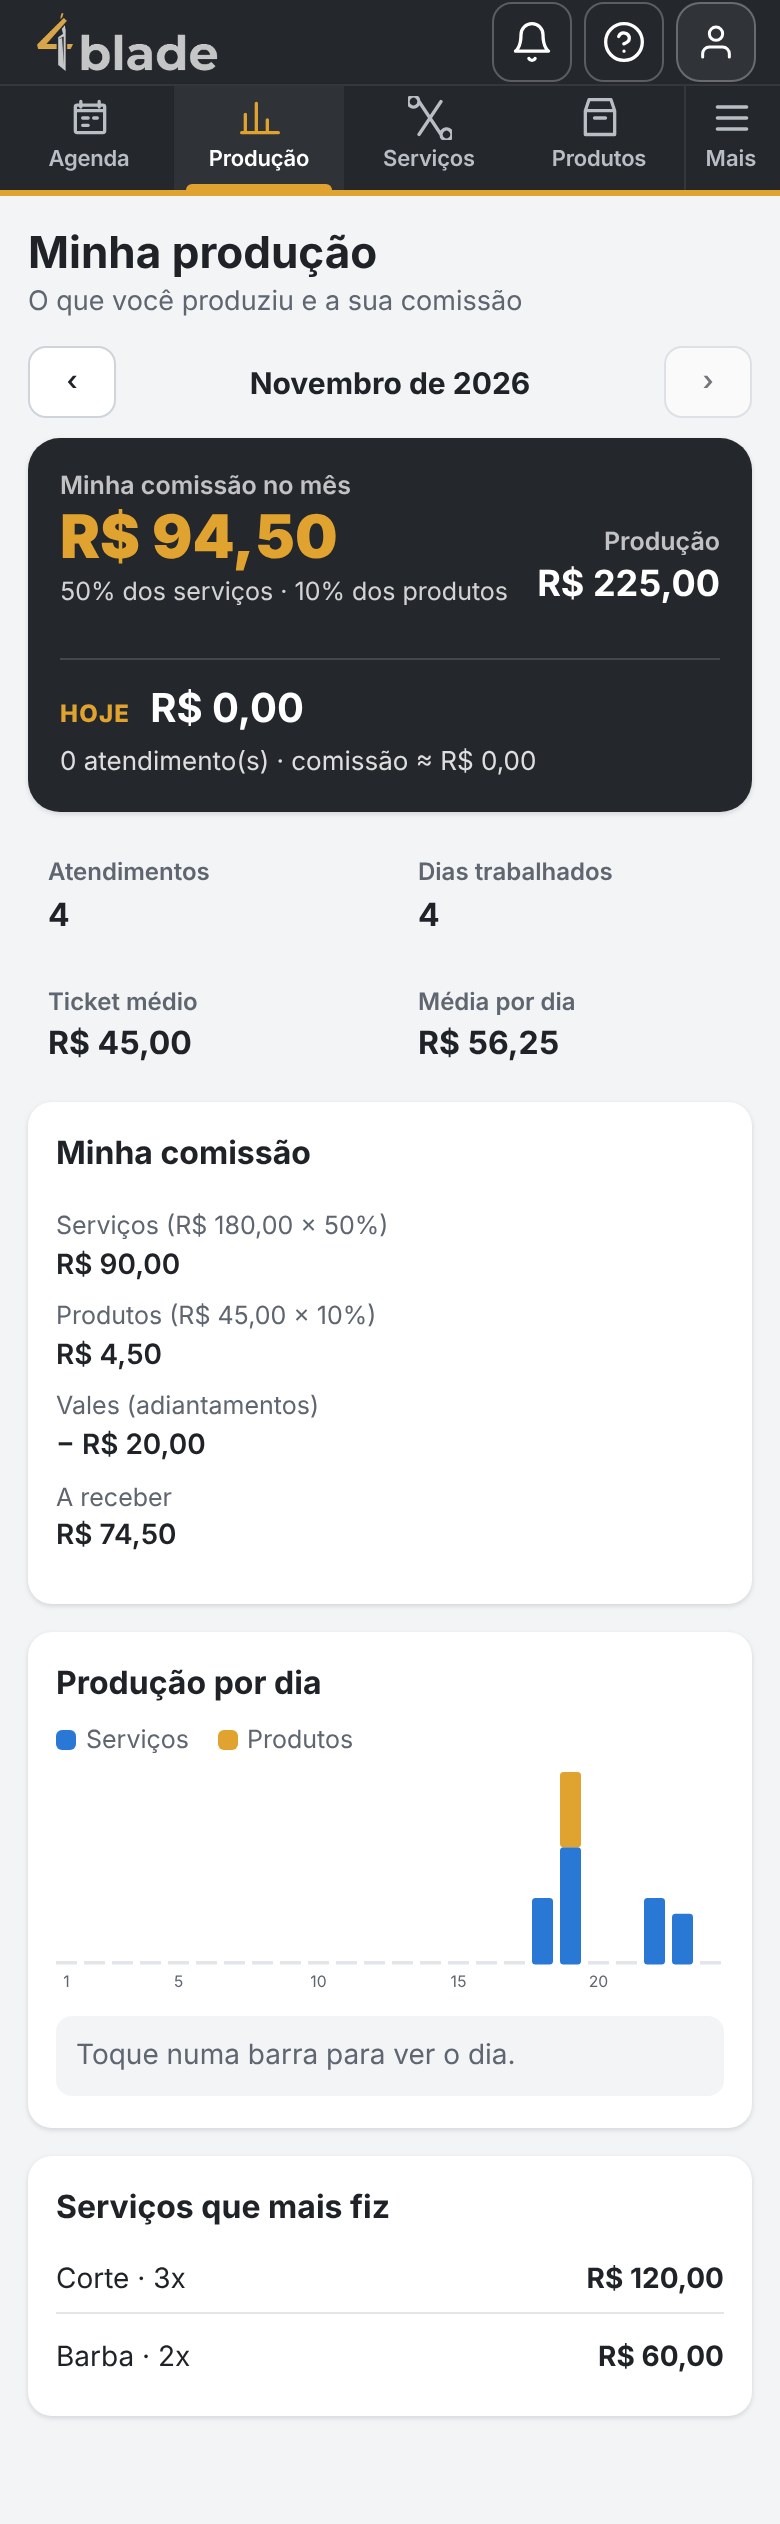 4blade
Agenda
Produção
Serviços
Produtos
Mais
Minha produção
O que você produziu e a sua comissão
‹
Novembro de 2026
›
Minha comissão no mês
R$ 94,50
50% dos serviços · 10% dos produtos
Produção
R$ 225,00
HOJE R$ 0,00
0 atendimento(s) · comissão ≈ R$ 0,00
Atendimentos
4
Dias trabalhados
4
Ticket médio
R$ 45,00
Média por dia
R$ 56,25
Minha comissão
Serviços (R$ 180,00 × 50%)
R$ 90,00
Produtos (R$ 45,00 × 10%)
R$ 4,50
Vales (adiantamentos)
− R$ 20,00
A receber
R$ 74,50
Produção por dia
Serviços Produtos
1 5 10 15 20
Toque numa barra para ver o dia.
Serviços que mais fiz
Corte · 3x R$ 120,00
Barba · 2x R$ 60,00